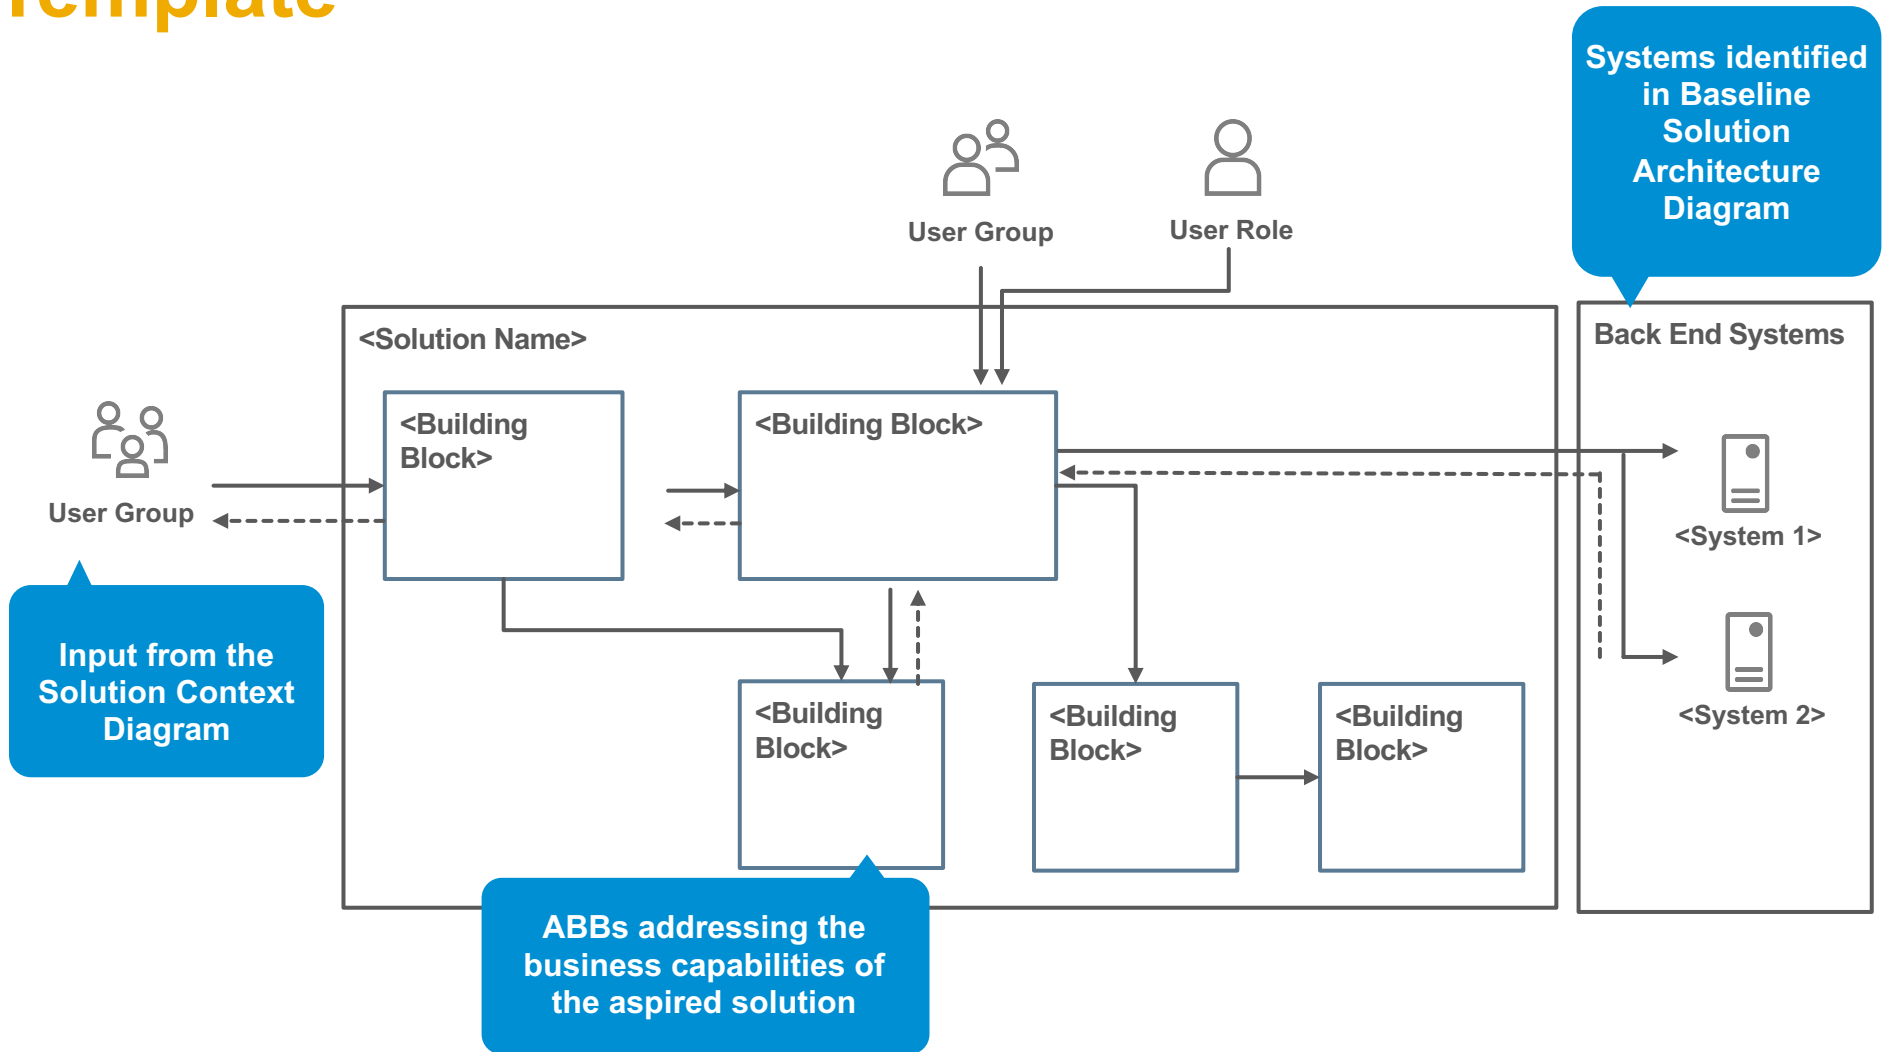 Template
Systems identified
in Baseline
Solution
Architecture
Diagram
User Group
User Role
<Solution Name>
Back End Systems
<Building
Block>
<Building Block>
User Group
<System 1>
Input from the
Solution Context
Diagram
<Building
Block>
<Building
Block>
<Building
Block>
<System 2>
ABBs addressing the
business capabilities of
the aspired solution